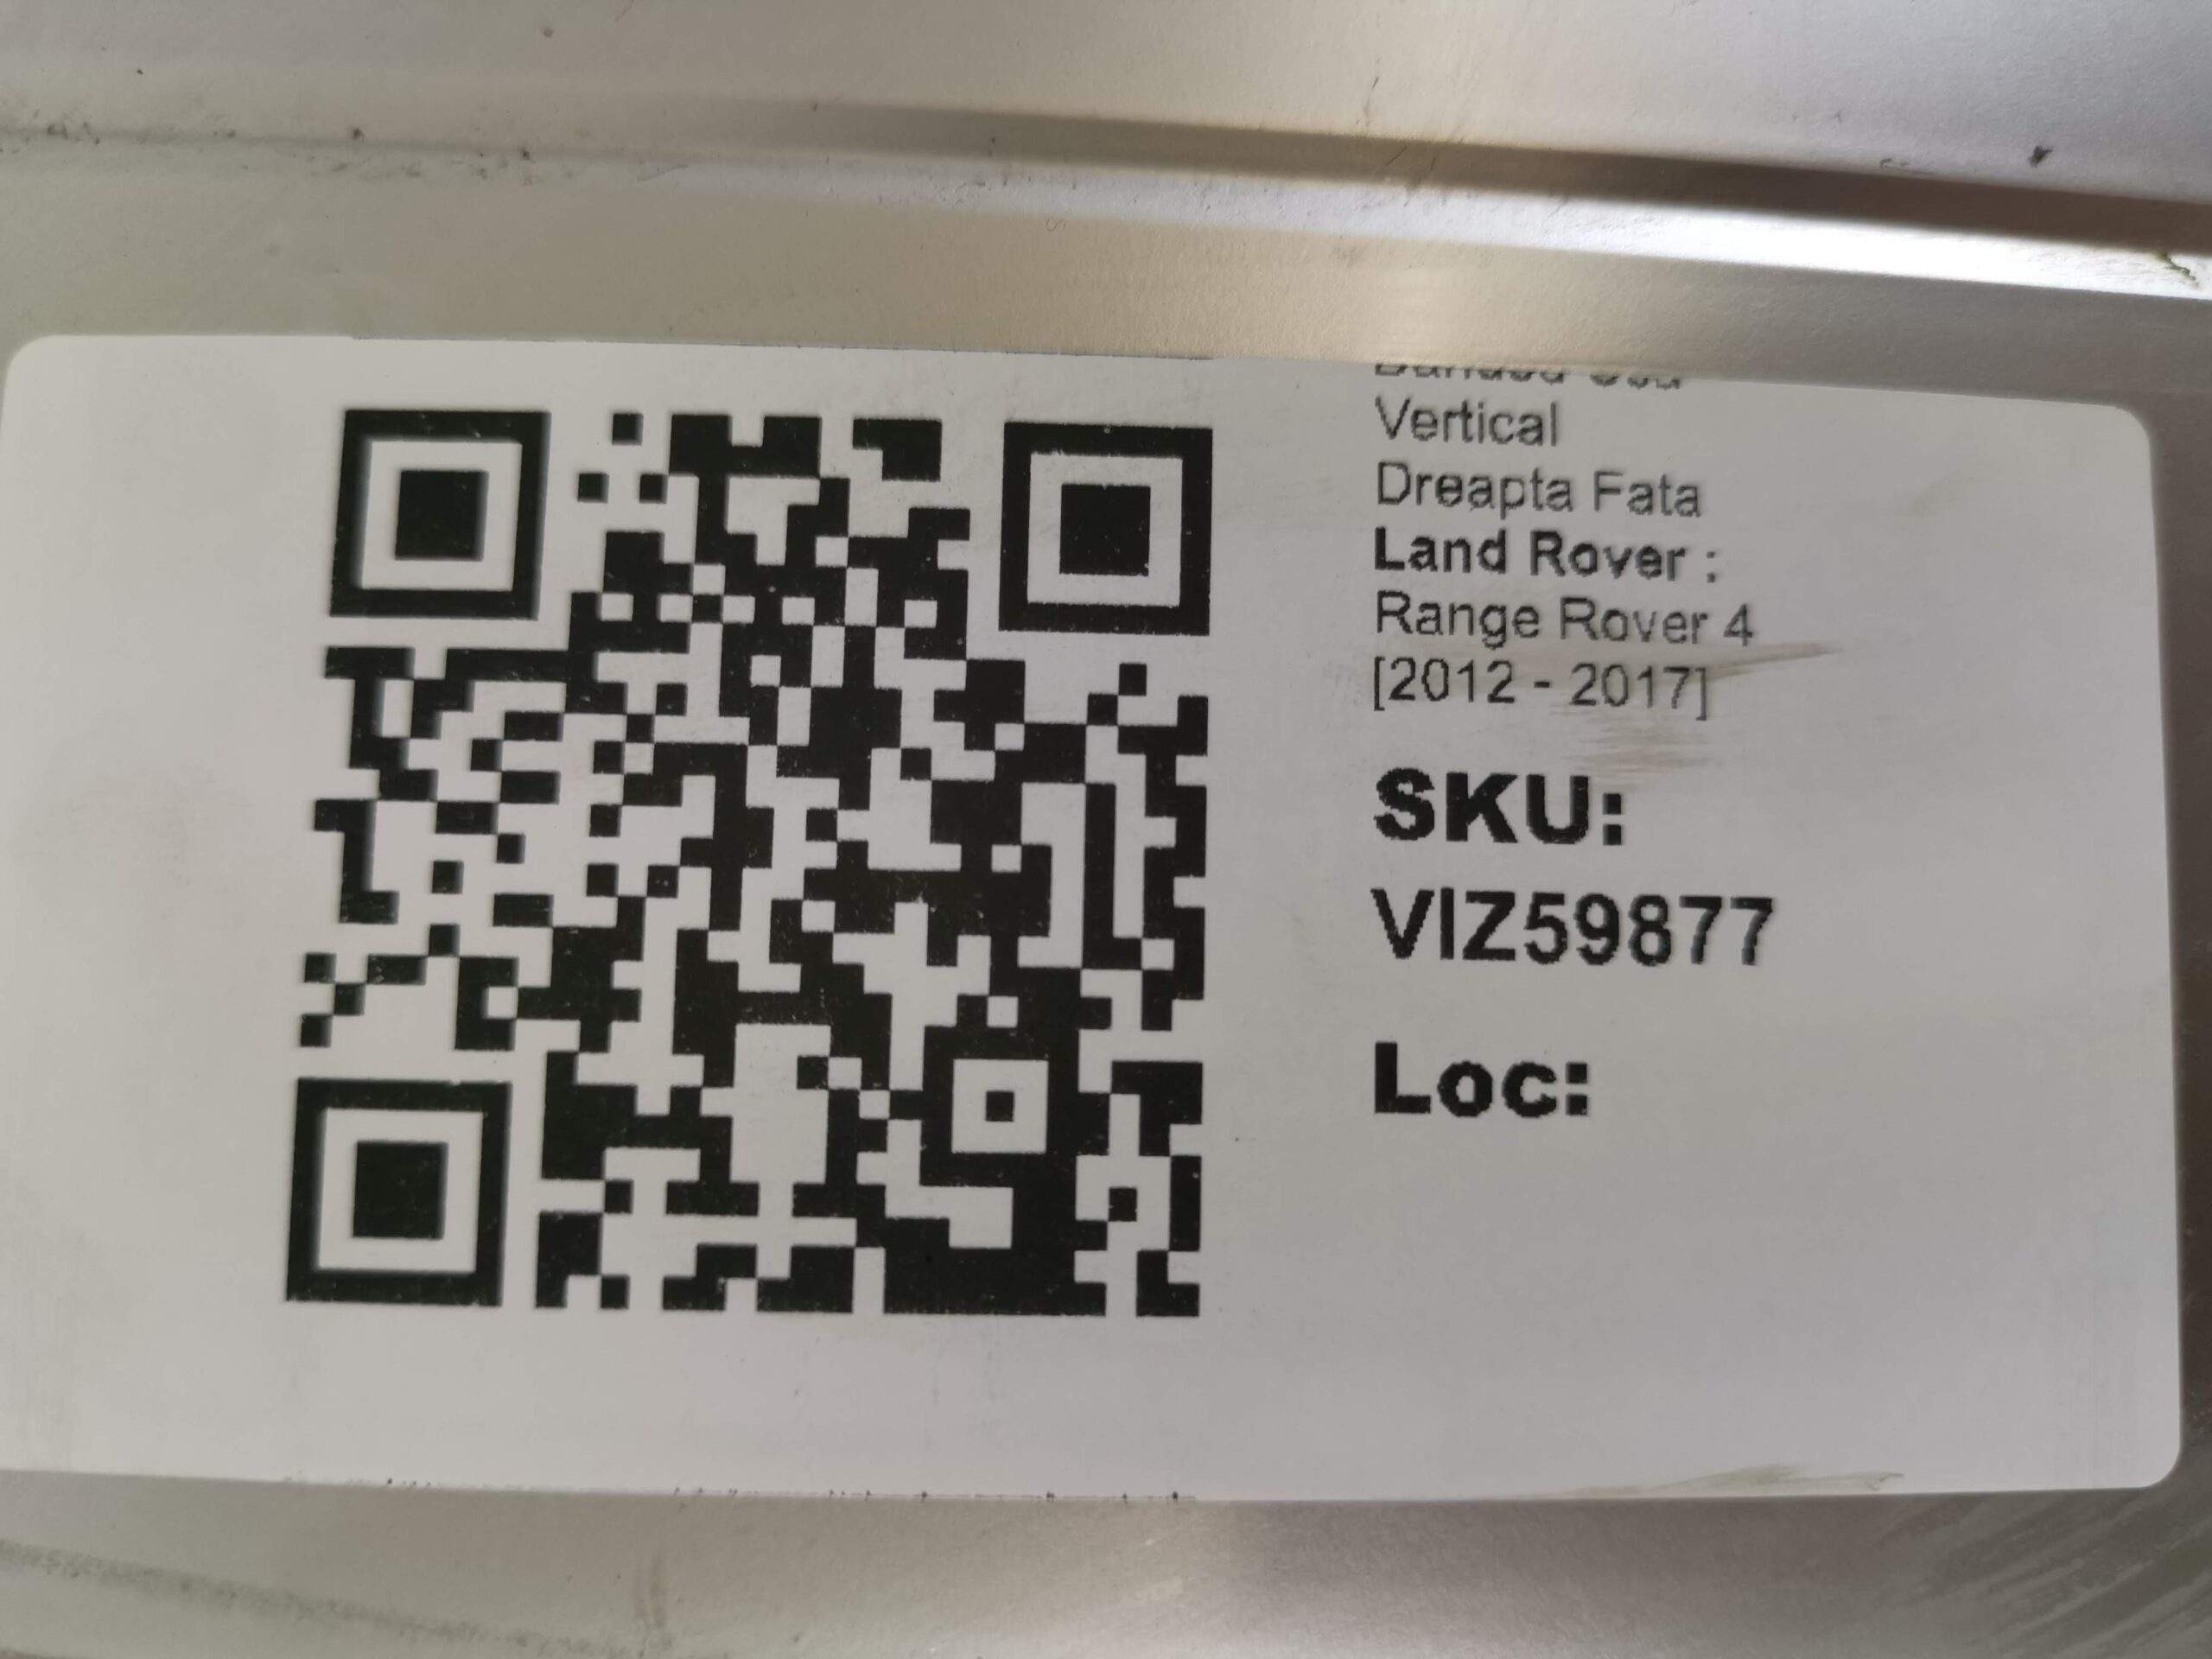 Vertical
Dreapta Fata
Land Rover :
Range Rover 4
[2012 - 2017]
SKU:
VIZ59877
Loc: